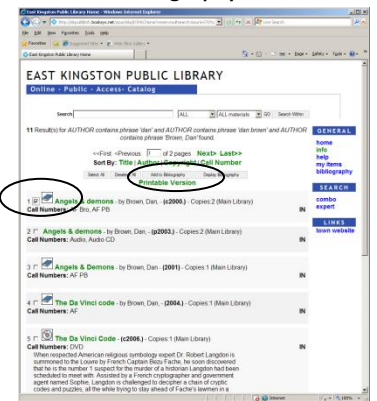 East Kingston Public Library Home - Windows Internet Explorer
File Edit View Favorites Tools Help
Favorites
East Kingston Public Library Home
Page Safety Tools
EAST KINGSTON PUBLIC LIBRARY
Online - Public - Access- Catalog
Search ALL ALL materials GO Search Within
11 Result(s) for AUTHOR contains phrase 'dan' and AUTHOR contains phrase 'dan brown' and AUTHOR
contains phrase 'Brown, Dan' found.
<<First <Previous 1 of 2 pages Next> Last>>
Sort By: Title | Author | Copyright | Call Number
Select All Deselect All Add to Bibliography Display Bibliography
Printable Version
GENERAL
home
info
help
my items
bibliography
SEARCH
combo
expert
LINKS
town website
1 Angels & demons - by Brown, Dan, - (c2000.) - Copies:2 (Main Library)
Call Numbers: AF Bro, AF PB IN
2 Angels & demons - by Brown, Dan, - (p2003.) - Copies:2 (Main Library)
Call Numbers: Audio, Audio CD IN
3 Angels & Demons - by Brown, Dan - (2001) - Copies:1 (Main Library)
Call Numbers: AF PB IN
4 The Da Vinci code - by Brown, Dan, - (2004.) - Copies:1 (Main Library)
Call Numbers: AF IN
5 The Da Vinci Code - (c2006.) - Copies:1 (Main Library)
Call Numbers: DVD IN
When respected American religious symbology expert Dr. Robert Langdon is
summoned to the Louvre by French Captain Bezu Fache, he soon discovered
that he is the number 1 suspect for the murder of a historian Langdon had been
scheduled to meet with. Assisted by a French cryptographer and government
agent named Sophie, Langdon is challenged to decipher a chain of cryptic
codes and puzzles, all the while trying to stay ahead of Fache's lawmen in a
Internet